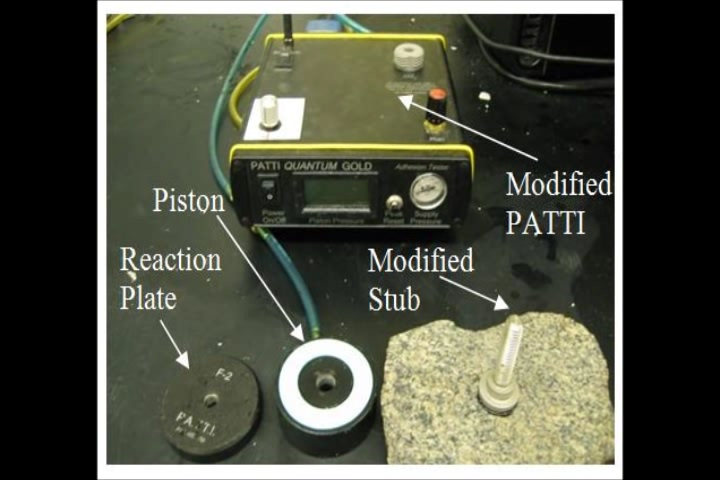 PATTI QUANTUM GOLD
Adhesion Tester
Power
On/Off
Piston Pressure
Peak
Reset
Supply
Pressure
Modified
PATTI
Piston
Reaction
Plate
Modified
Stub
F-2
PATTI